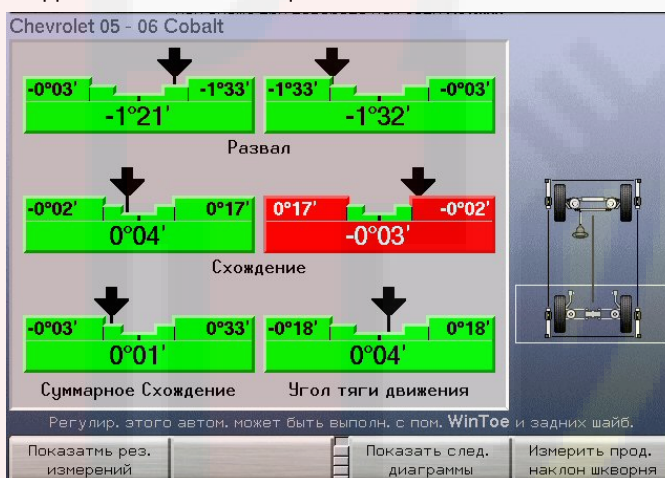 Chevrolet 05 - 06 Cobalt
-0°03' -1°33' -1°33' -0°03'
-1°21' -1°32'
Развал
-0°02' 0°17' 0°17' -0°02'
0°04' -0°03'
Схождение
-0°03' 0°33' -0°18' 0°18'
0°01' 0°04'
Суммарное Схождение Угол тяги движения
Регулир. этого автом. может быть выполн. с пом. WinToe и задних шайб.
Показатмь рез. Показать след. Измерить прод.
измерений диаграммы наклон шкворня